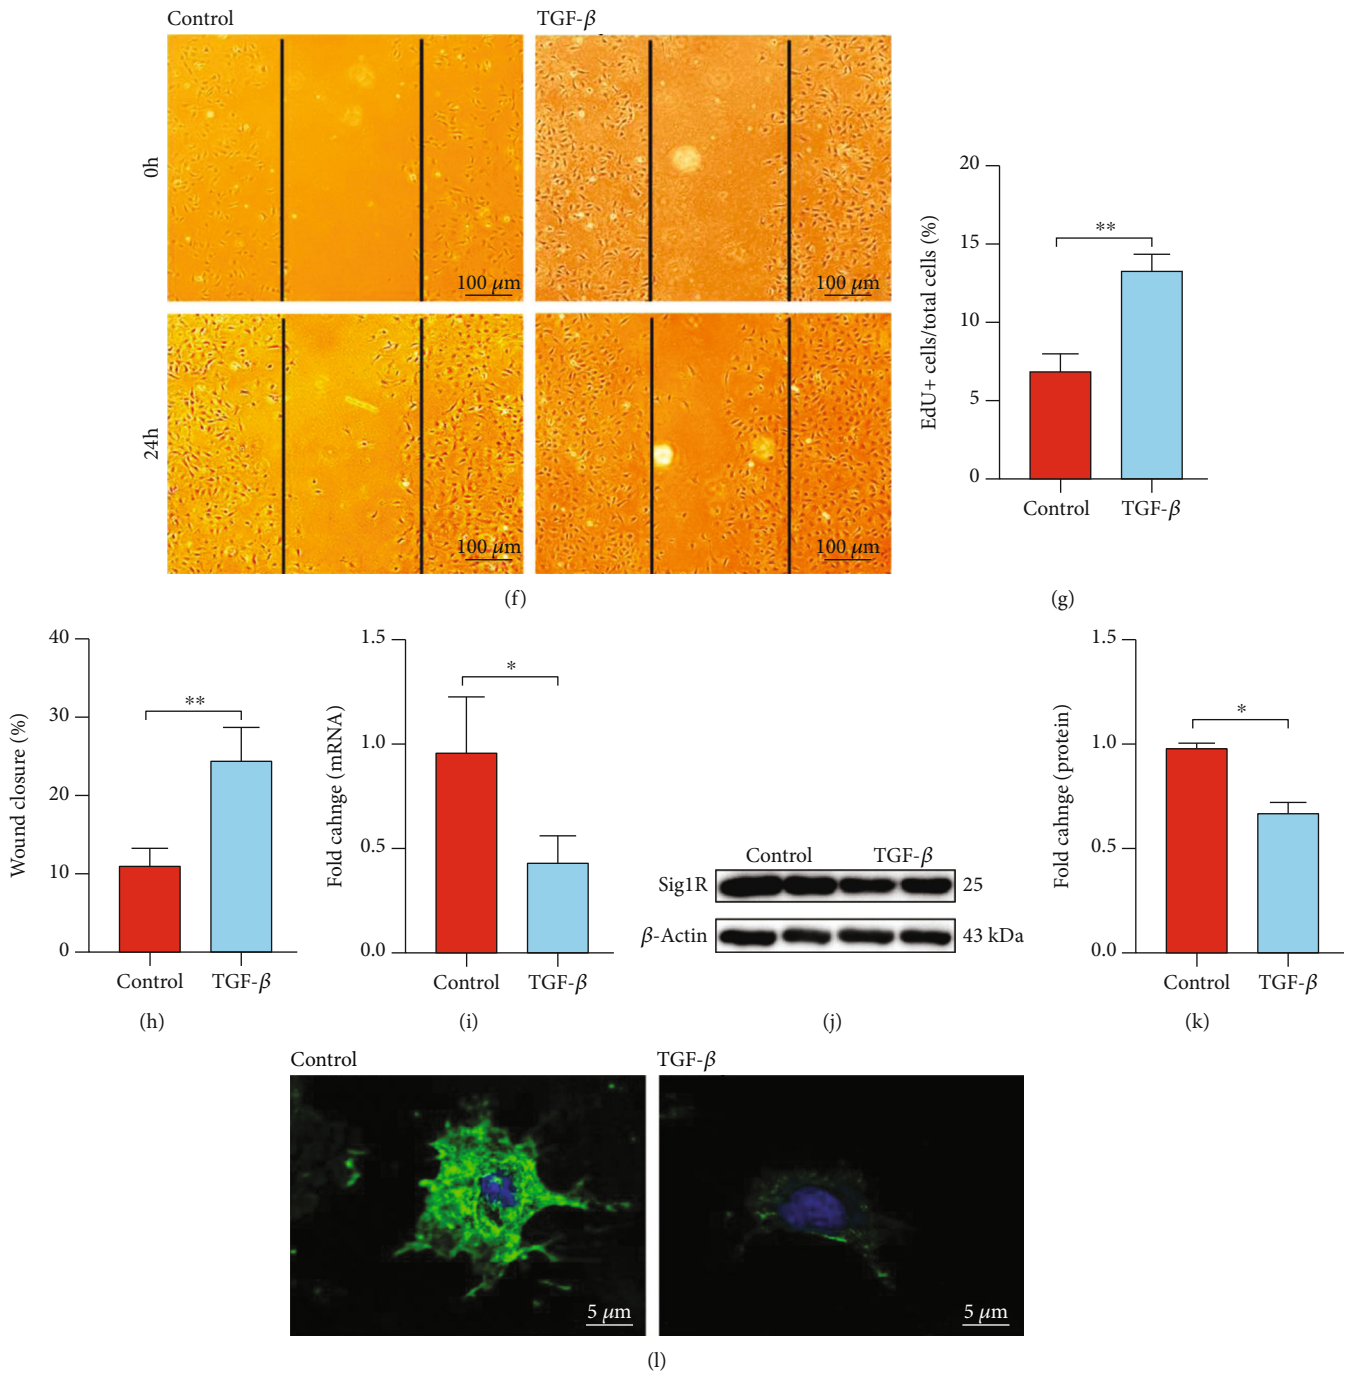 Control
TGF-β
0h
100 μm
100 μm
24h
100 μm
100 μm
(f)
20
15
10
5
0
EdU+ cells/total cells (%)
**
Control
TGF-β
(g)
40
30
20
10
0
Wound closure (%)
**
Control
TGF-β
(h)
1.5
1.0
0.5
0.0
Fold cahnge (mRNA)
*
Control
TGF-β
(i)
Control
TGF-β
Sig1R
25
β-Actin
43 kDa
(j)
1.5
1.0
0.5
0.0
Fold cahnge (protein)
*
Control
TGF-β
(k)
Control
TGF-β
5 μm
5 μm
(l)